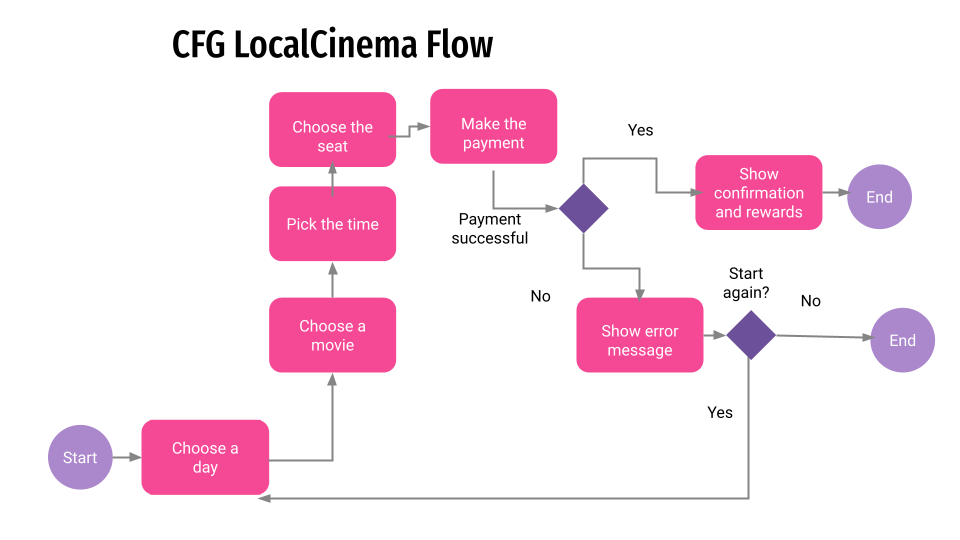 CFG LocalCinema Flow
Choose the
seat
Make the
payment
Yes
Show
confirmation
and rewards
End
Pick the time
Payment
successful
Start
again?
No
No
Choose a
movie
Show error
message
End
Yes
Start
Choose a
day